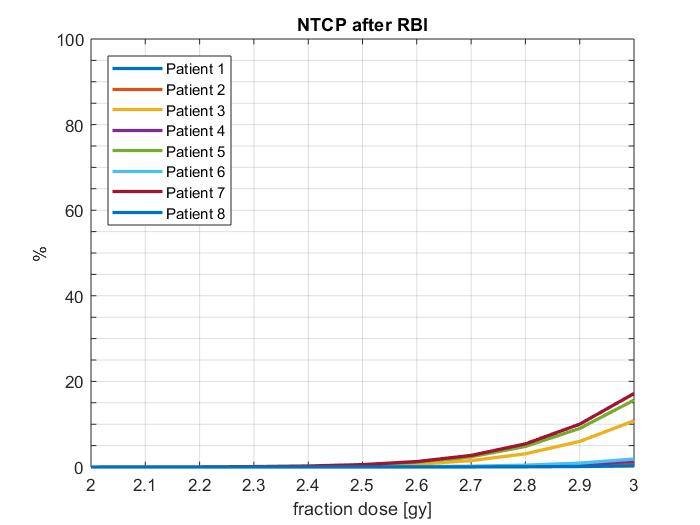 NTCP after RBI
100
80
60
40
20
0
%
Patient 1
Patient 2
Patient 3
Patient 4
Patient 5
Patient 6
Patient 7
Patient 8
2 2.1 2.2 2.3 2.4 2.5 2.6 2.7 2.8 2.9 3
fraction dose [gy]